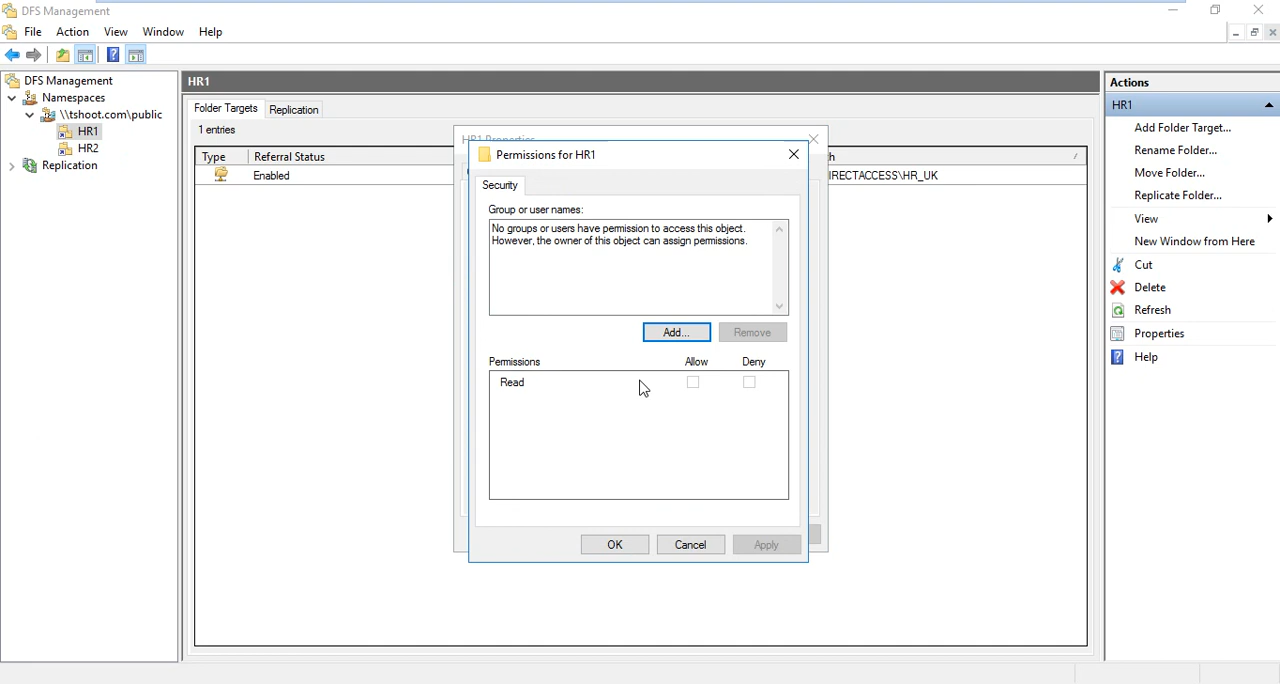 DFS Management
File Action View Window Help
DFS Management
Namespaces
\\tshoot.com\public
HR1
HR2
Replication
HR1
Folder Targets Replication
1 entries
Type Referral Status
Enabled
RECTACCESS\HR_UK
HR1 Properties
Permissions for HR1
Security
Group or user names:
No groups or users have permission to access this object.
However, the owner of this object can assign permissions.
Add... Remove
Permissions Allow Deny
Read
OK Cancel Apply
Actions
HR1
Add Folder Target...
Rename Folder...
Move Folder...
Replicate Folder...
View
New Window from Here
Cut
Delete
Refresh
Properties
Help